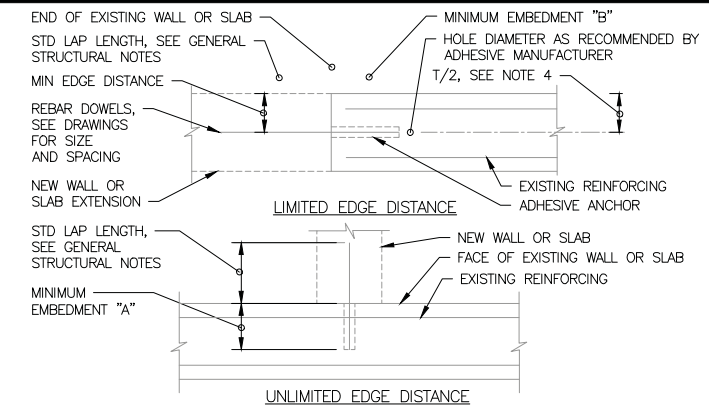 END OF EXISTING WALL OR SLAB
STD LAP LENGTH, SEE GENERAL
STRUCTURAL NOTES
MIN EDGE DISTANCE
REBAR DOWELS,
SEE DRAWINGS
FOR SIZE
AND SPACING
NEW WALL OR
SLAB EXTENSION
MINIMUM EMBEDMENT "B"
HOLE DIAMETER AS RECOMMENDED BY
ADHESIVE MANUFACTURER
T/2, SEE NOTE 4
EXISTING REINFORCING
ADHESIVE ANCHOR
LIMITED EDGE DISTANCE
STD LAP LENGTH,
SEE GENERAL
STRUCTURAL NOTES
MINIMUM
EMBEDMENT "A"
NEW WALL OR SLAB
FACE OF EXISTING WALL OR SLAB
EXISTING REINFORCING
UNLIMITED EDGE DISTANCE